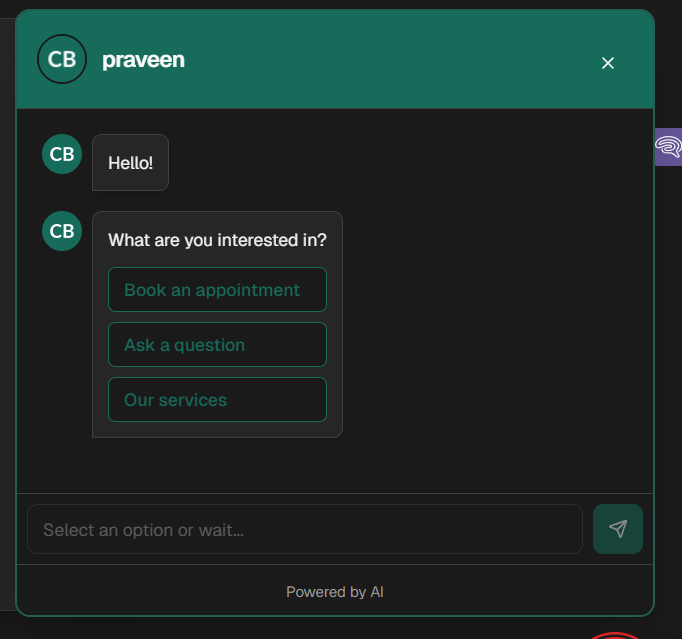 CB praveen
CB Hello!
CB What are you interested in?
Book an appointment
Ask a question
Our services
Select an option or wait...
Powered by AI